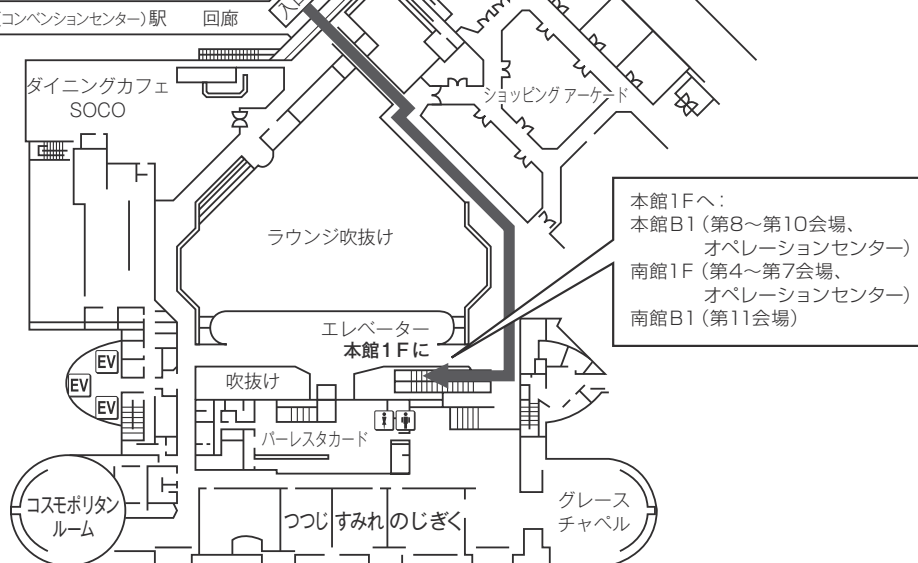 (コンベンションセンター)駅 回廊
入口
ダイニングカフェ
SOCO
ショッピング アーケード
本館1Fへ:
本館B1(第8〜第10会場、
オペレーションセンター)
南館1F(第4〜第7会場、
オペレーションセンター)
南館B1(第11会場)
ラウンジ吹抜け
エレベーター
本館1Fに
吹抜け
EV
EV
EV
バーレスタカード
コスモポリタン
ルーム
つつじ すみれ のじぎく
グレース
チャペル